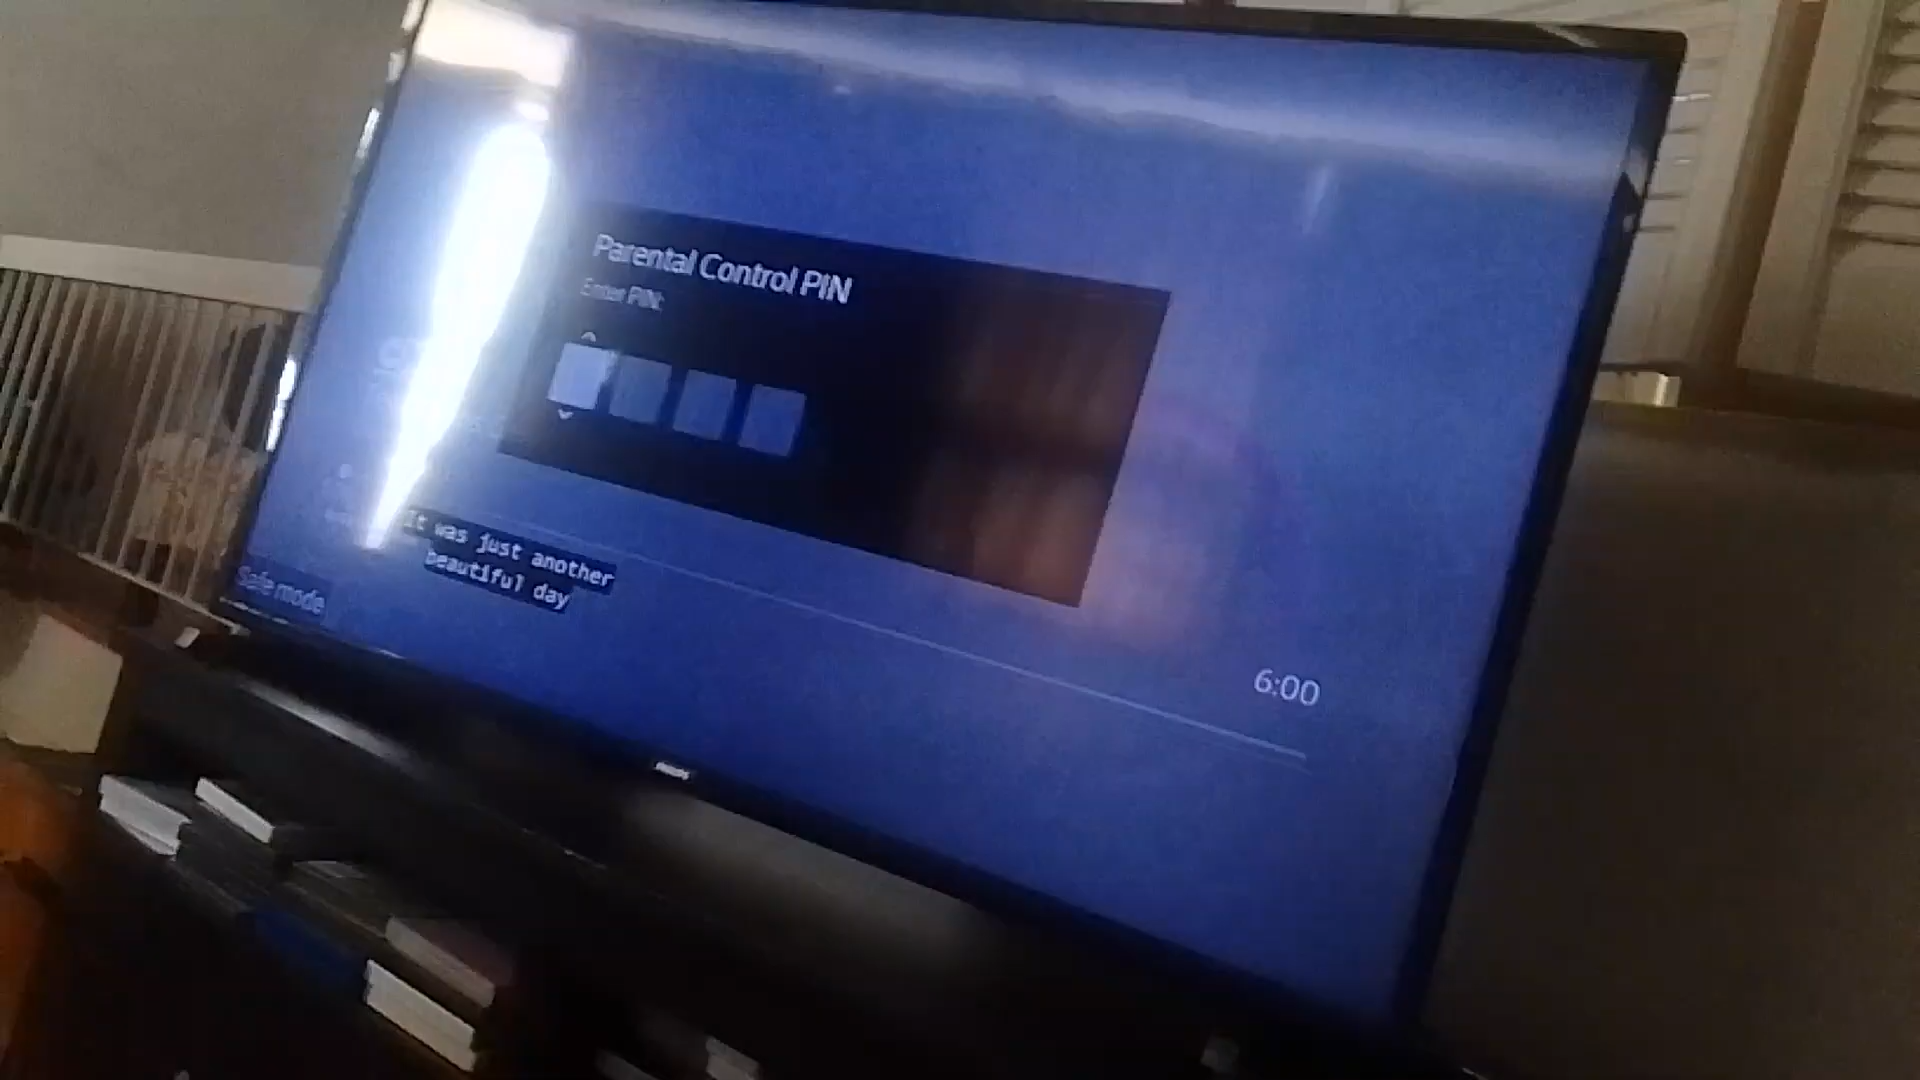 Parental Control PIN
Enter PIN:
It was just another
beautiful day
Safe mode
6:00